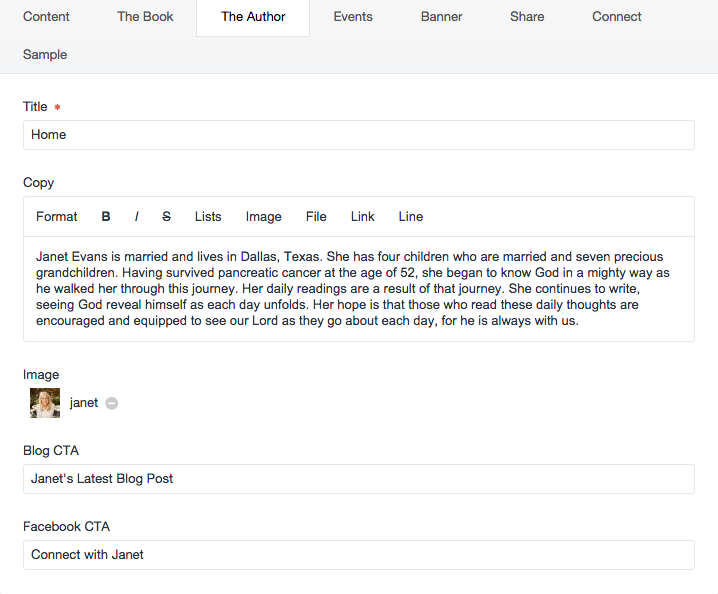 Content The Book The Author Events Banner Share Connect
Sample
Title *
Home
Copy
Format B I S Lists Image File Link Line
Janet Evans is married and lives in Dallas, Texas. She has four children who are married and seven precious
grandchildren. Having survived pancreatic cancer at the age of 52, she began to know God in a mighty way as
he walked her through this journey. Her daily readings are a result of that journey. She continues to write,
seeing God reveal himself as each day unfolds. Her hope is that those who read these daily thoughts are
encouraged and equipped to see our Lord as they go about each day, for he is always with us.
Image
janet
Blog CTA
Janet's Latest Blog Post
Facebook CTA
Connect with Janet